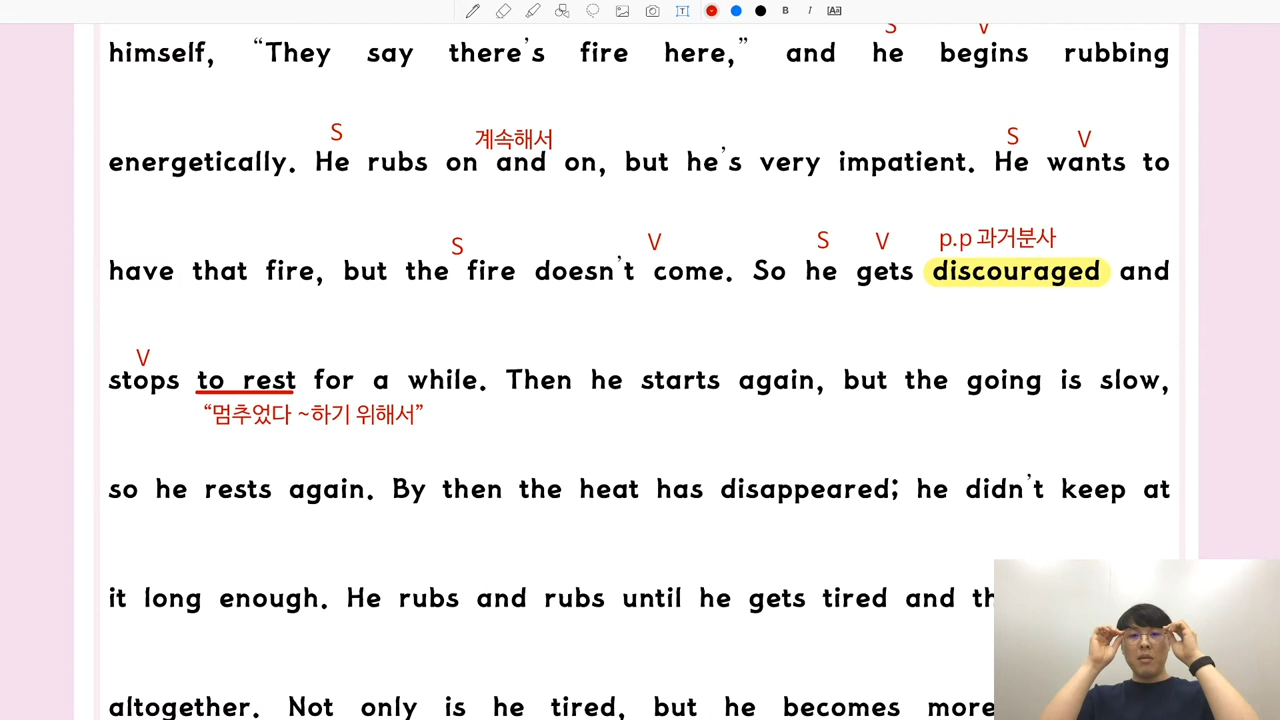 B I Aa
S V
himself, “They say there’s fire here,” and he begins rubbing
S 계속해서 S V
energetically. He rubs on and on, but he’s very impatient. He wants to
S V S V p.p 과거분사
have that fire, but the fire doesn’t come. So he gets discouraged and
V
stops to rest for a while. Then he starts again, but the going is slow,
“멈추었다 ~하기 위해서”
so he rests again. By then the heat has disappeared; he didn’t keep at
it long enough. He rubs and rubs until he gets tired and
altogether. Not only is he tired, but he becomes more